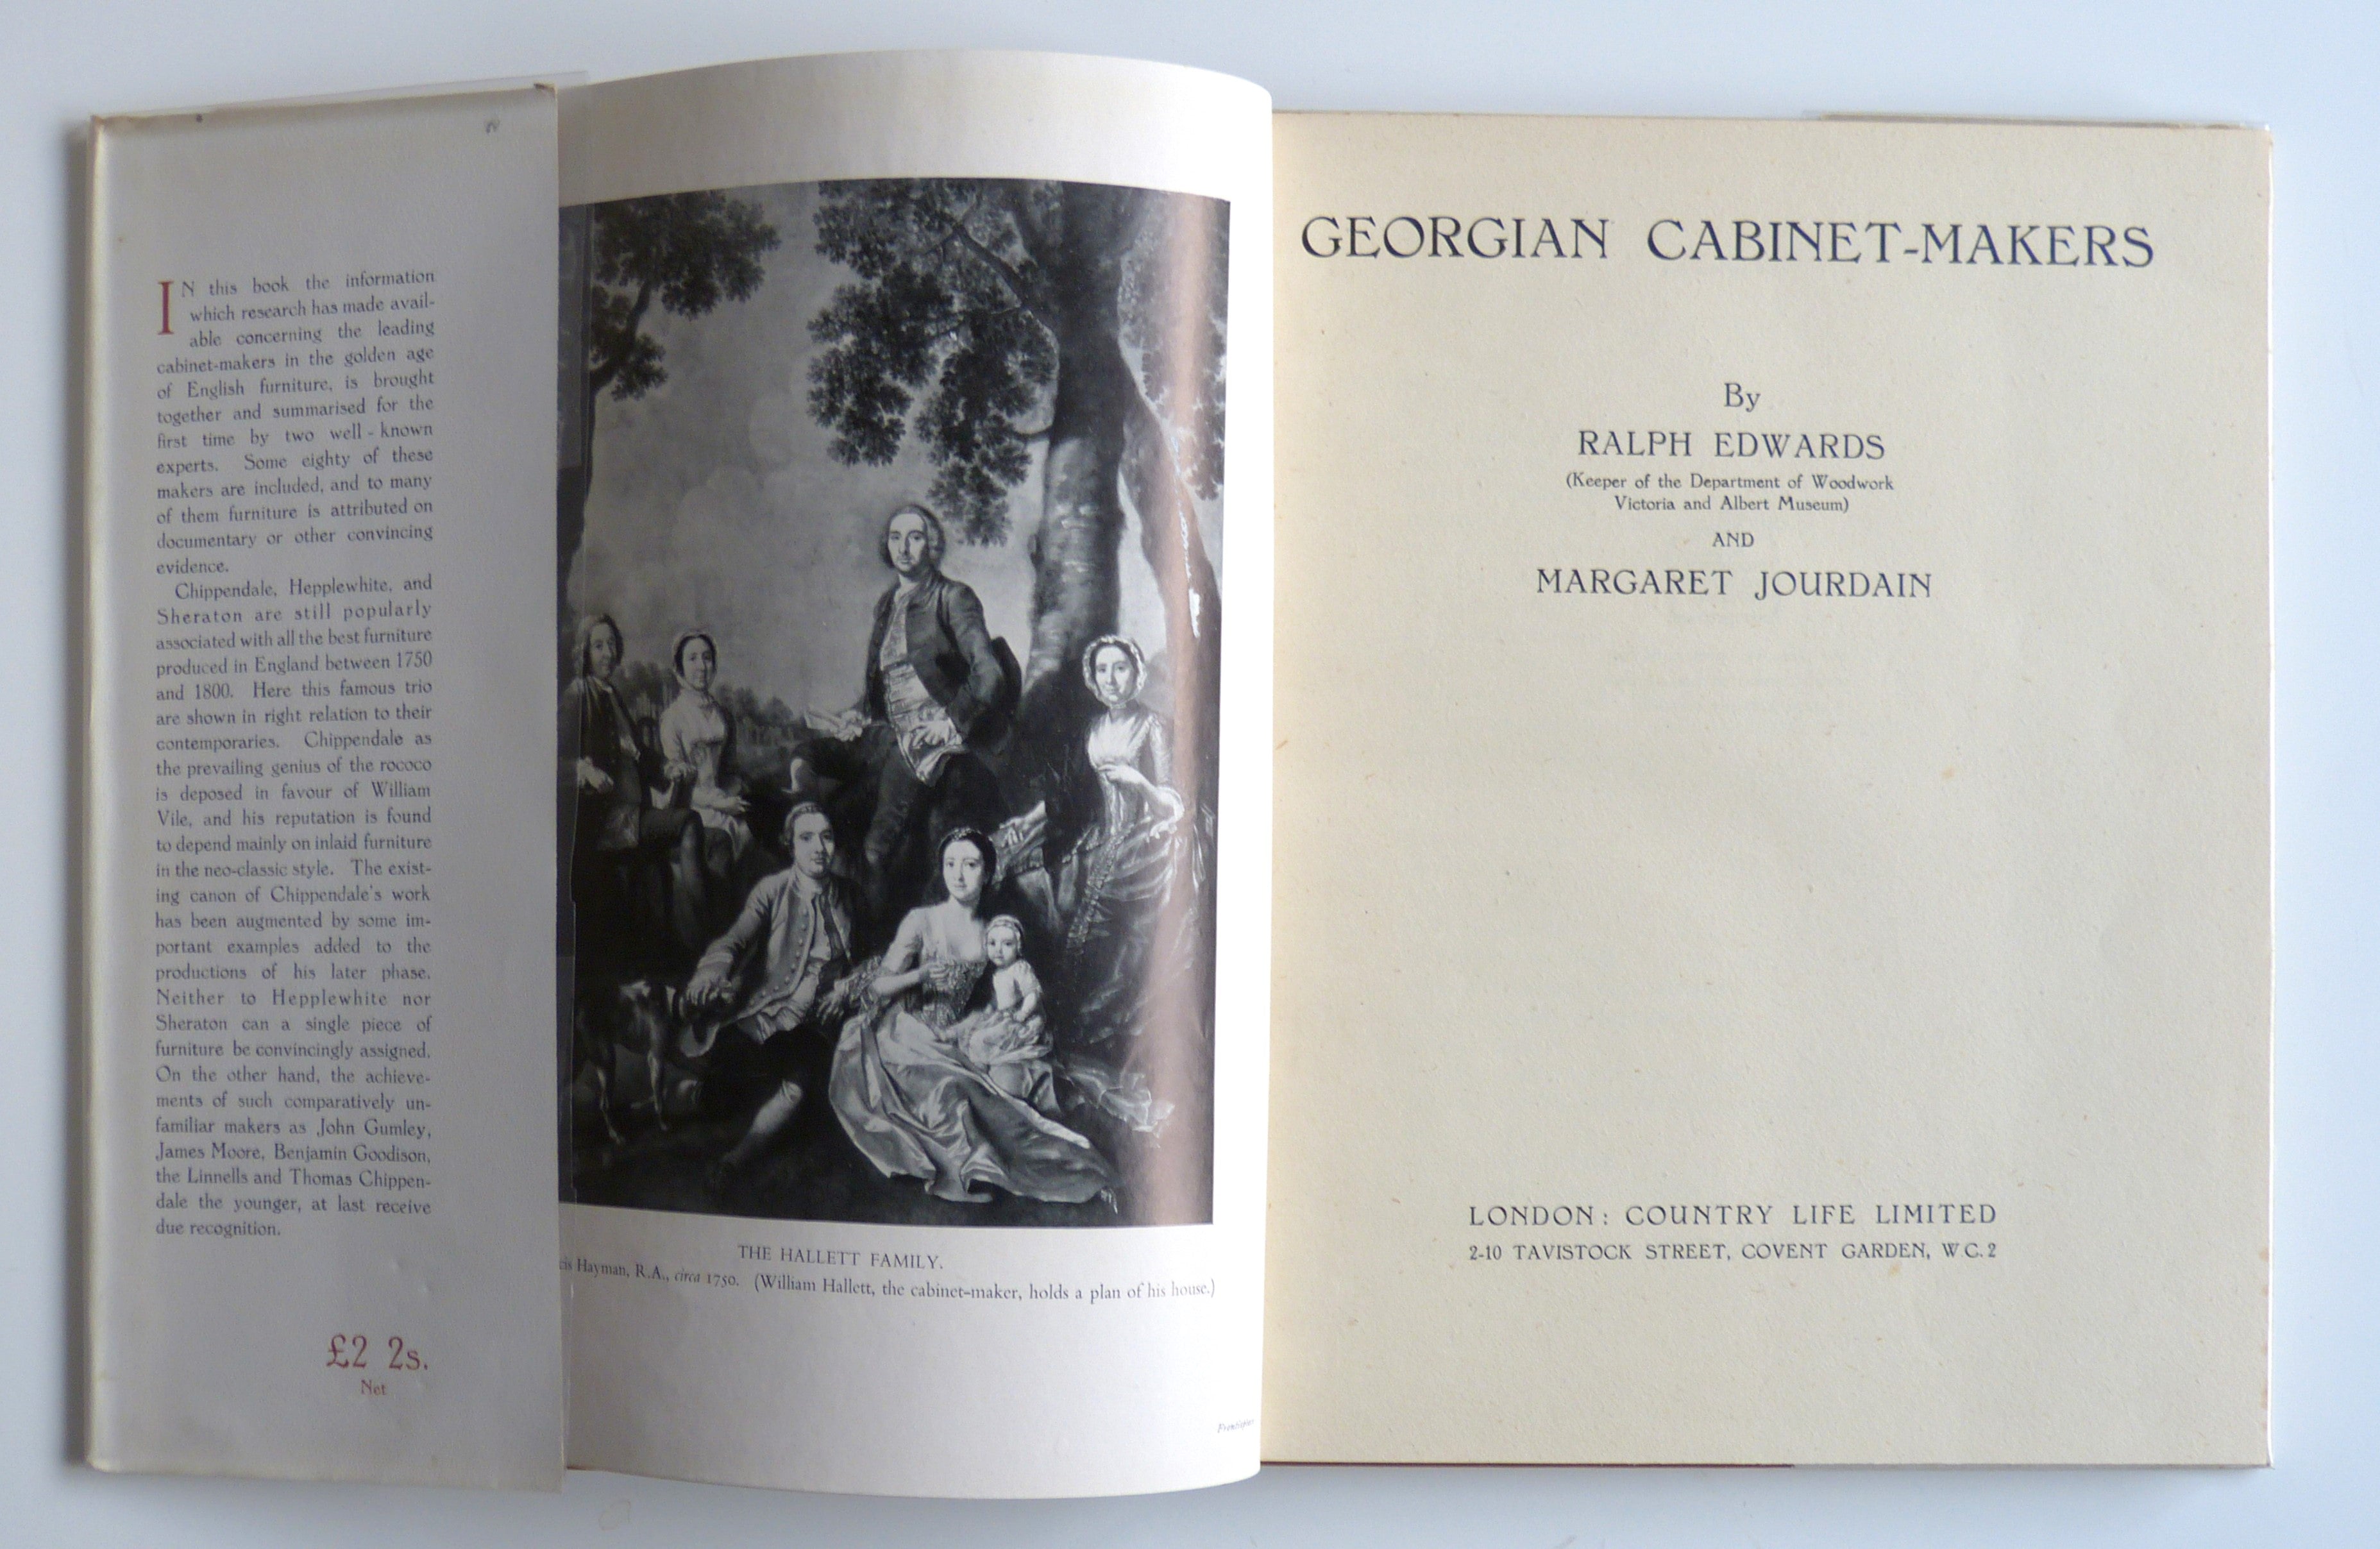 IN this book the information
which research has made avail-
able concerning the leading
cabinet-makers in the golden age
of English furniture, is brought
together and summarised for the
first time by two well-known
experts. Some eighty of these
makers are included, and to many
of them furniture is attributed on
documentary or other convincing
evidence.
Chippendale, Hepplewhite, and
Sheraton are still popularly
associated with all the best furniture
produced in England between 1750
and 1800. Here this famous trio
are shown in right relation to their
contemporaries. Chippendale as
the prevailing genius of the rococo
is deposed in favour of William
Vile, and his reputation is found
to depend mainly on inlaid furniture
in the neo-classic style. The exist-
ing canon of Chippendale's work
has been augmented by some im-
portant examples added to the
productions of his later phase.
Neither to Hepplewhite nor
Sheraton can a single piece of
furniture be convincingly assigned.
On the other hand, the achieve-
ments of such comparatively un-
familiar makers as John Gumley,
James Moore, Benjamin Goodison,
the Linnells and Thomas Chippen-
dale the younger, at last receive
due recognition.
£2 2s.
Net
THE HALLETT FAMILY.
cis Hayman, R.A., circa 1750. (William Hallett, the cabinet-maker, holds a plan of his house.)
GEORGIAN CABINET-MAKERS
By
RALPH EDWARDS
(Keeper of the Department of Woodwork
Victoria and Albert Museum)
AND
MARGARET JOURDAIN
LONDON: COUNTRY LIFE LIMITED
2-10 TAVISTOCK STREET, COVENT GARDEN, W.C.2